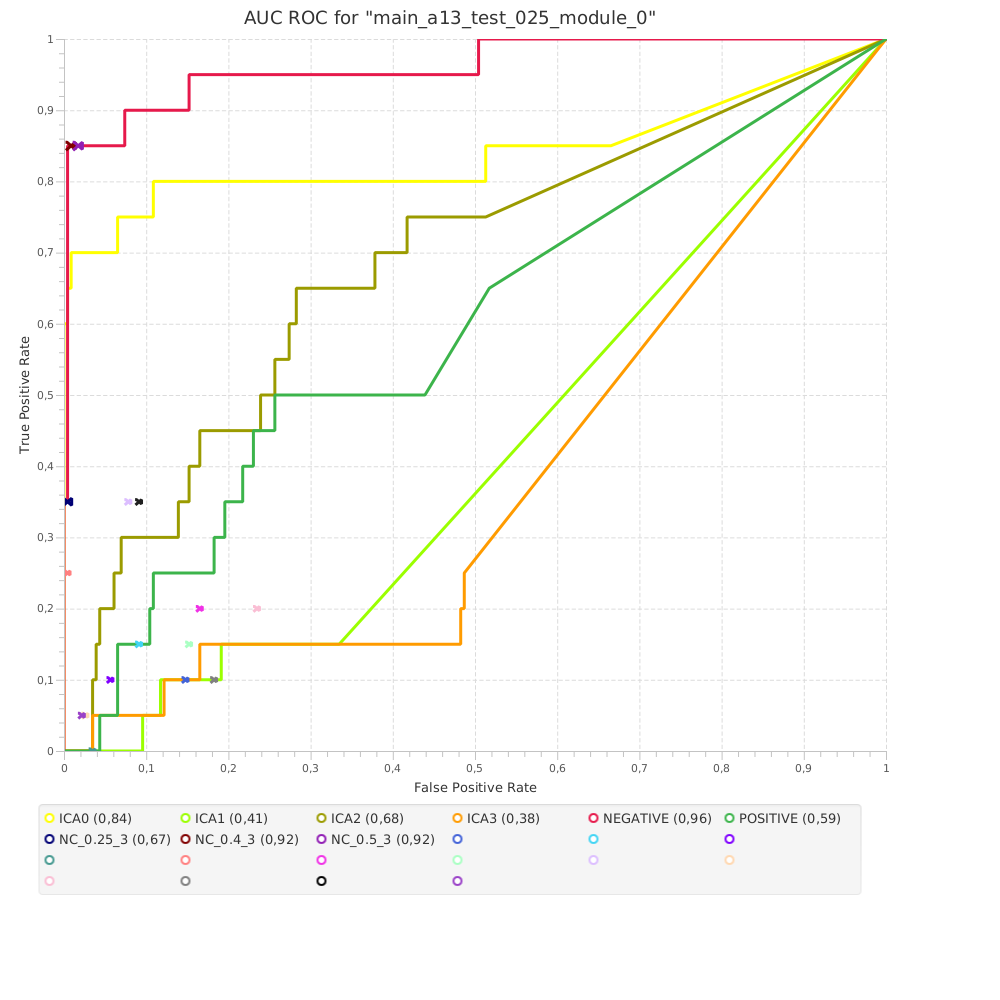 AUC ROC for "main_a13_test_025_module_0"
1
0,9
0,8
0,7
0,6
0,5
0,4
0,3
0,2
0,1
0
True Positive Rate
0 0,1 0,2 0,3 0,4 0,5 0,6 0,7 0,8 0,9 1
False Positive Rate
ICA0 (0,84) ICA1 (0,41) ICA2 (0,68) ICA3 (0,38) NEGATIVE (0,96) POSITIVE (0,59)
NC_0.25_3 (0,67) NC_0.4_3 (0,92) NC_0.5_3 (0,92)